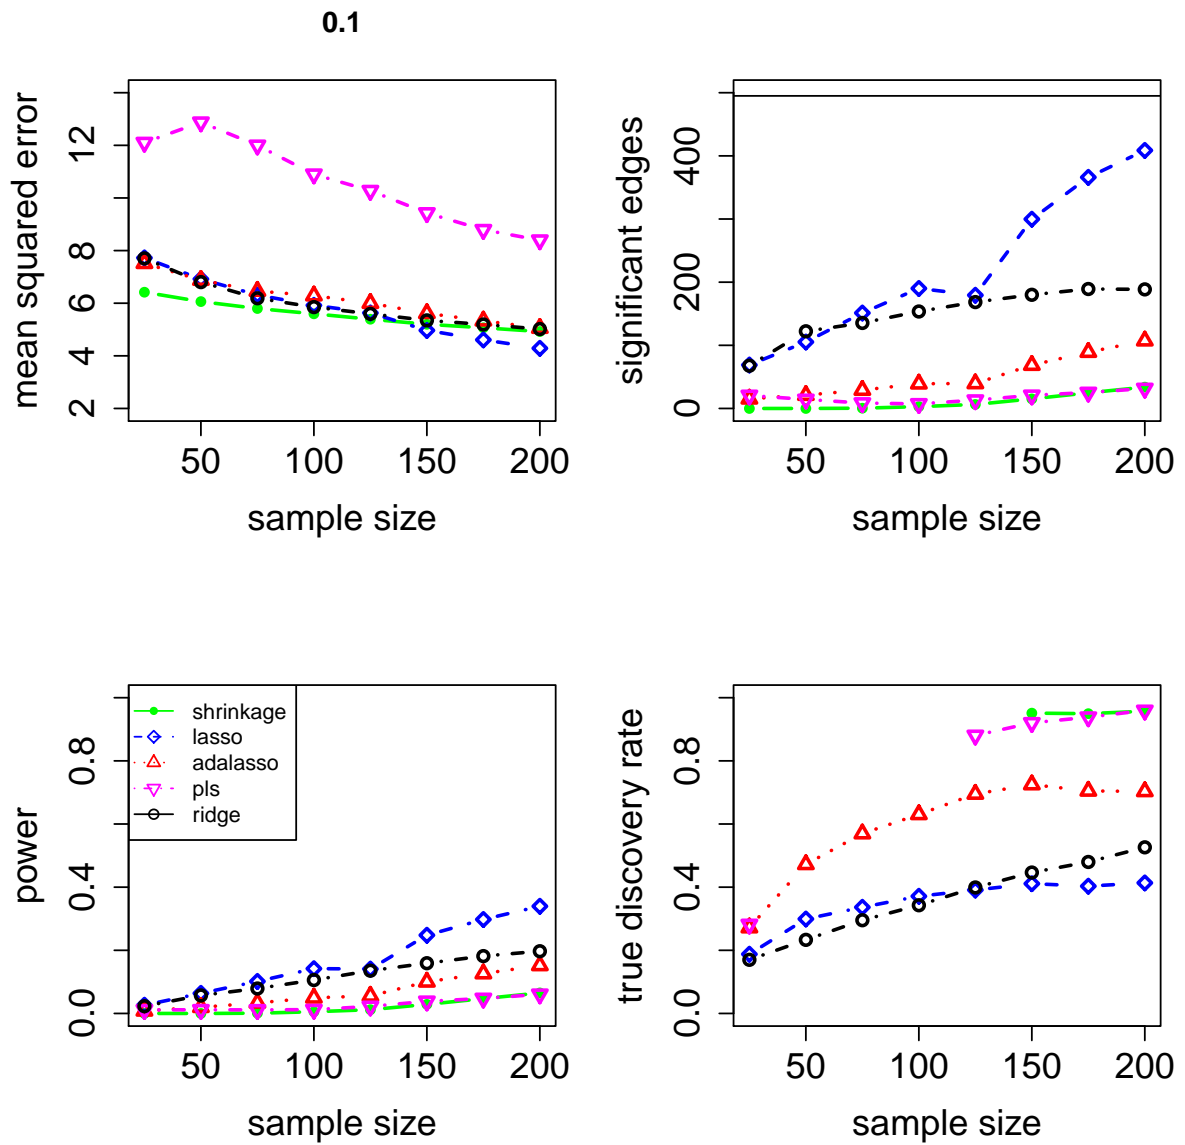 0.1
mean squared error
2 4 6 8 12
50 100 150 200
sample size
significant edges
0 200 400
50 100 150 200
sample size
power
0.0 0.4 0.8
shrinkage
lasso
adalasso
pls
ridge
50 100 150 200
sample size
true discovery rate
0.0 0.4 0.8
50 100 150 200
sample size